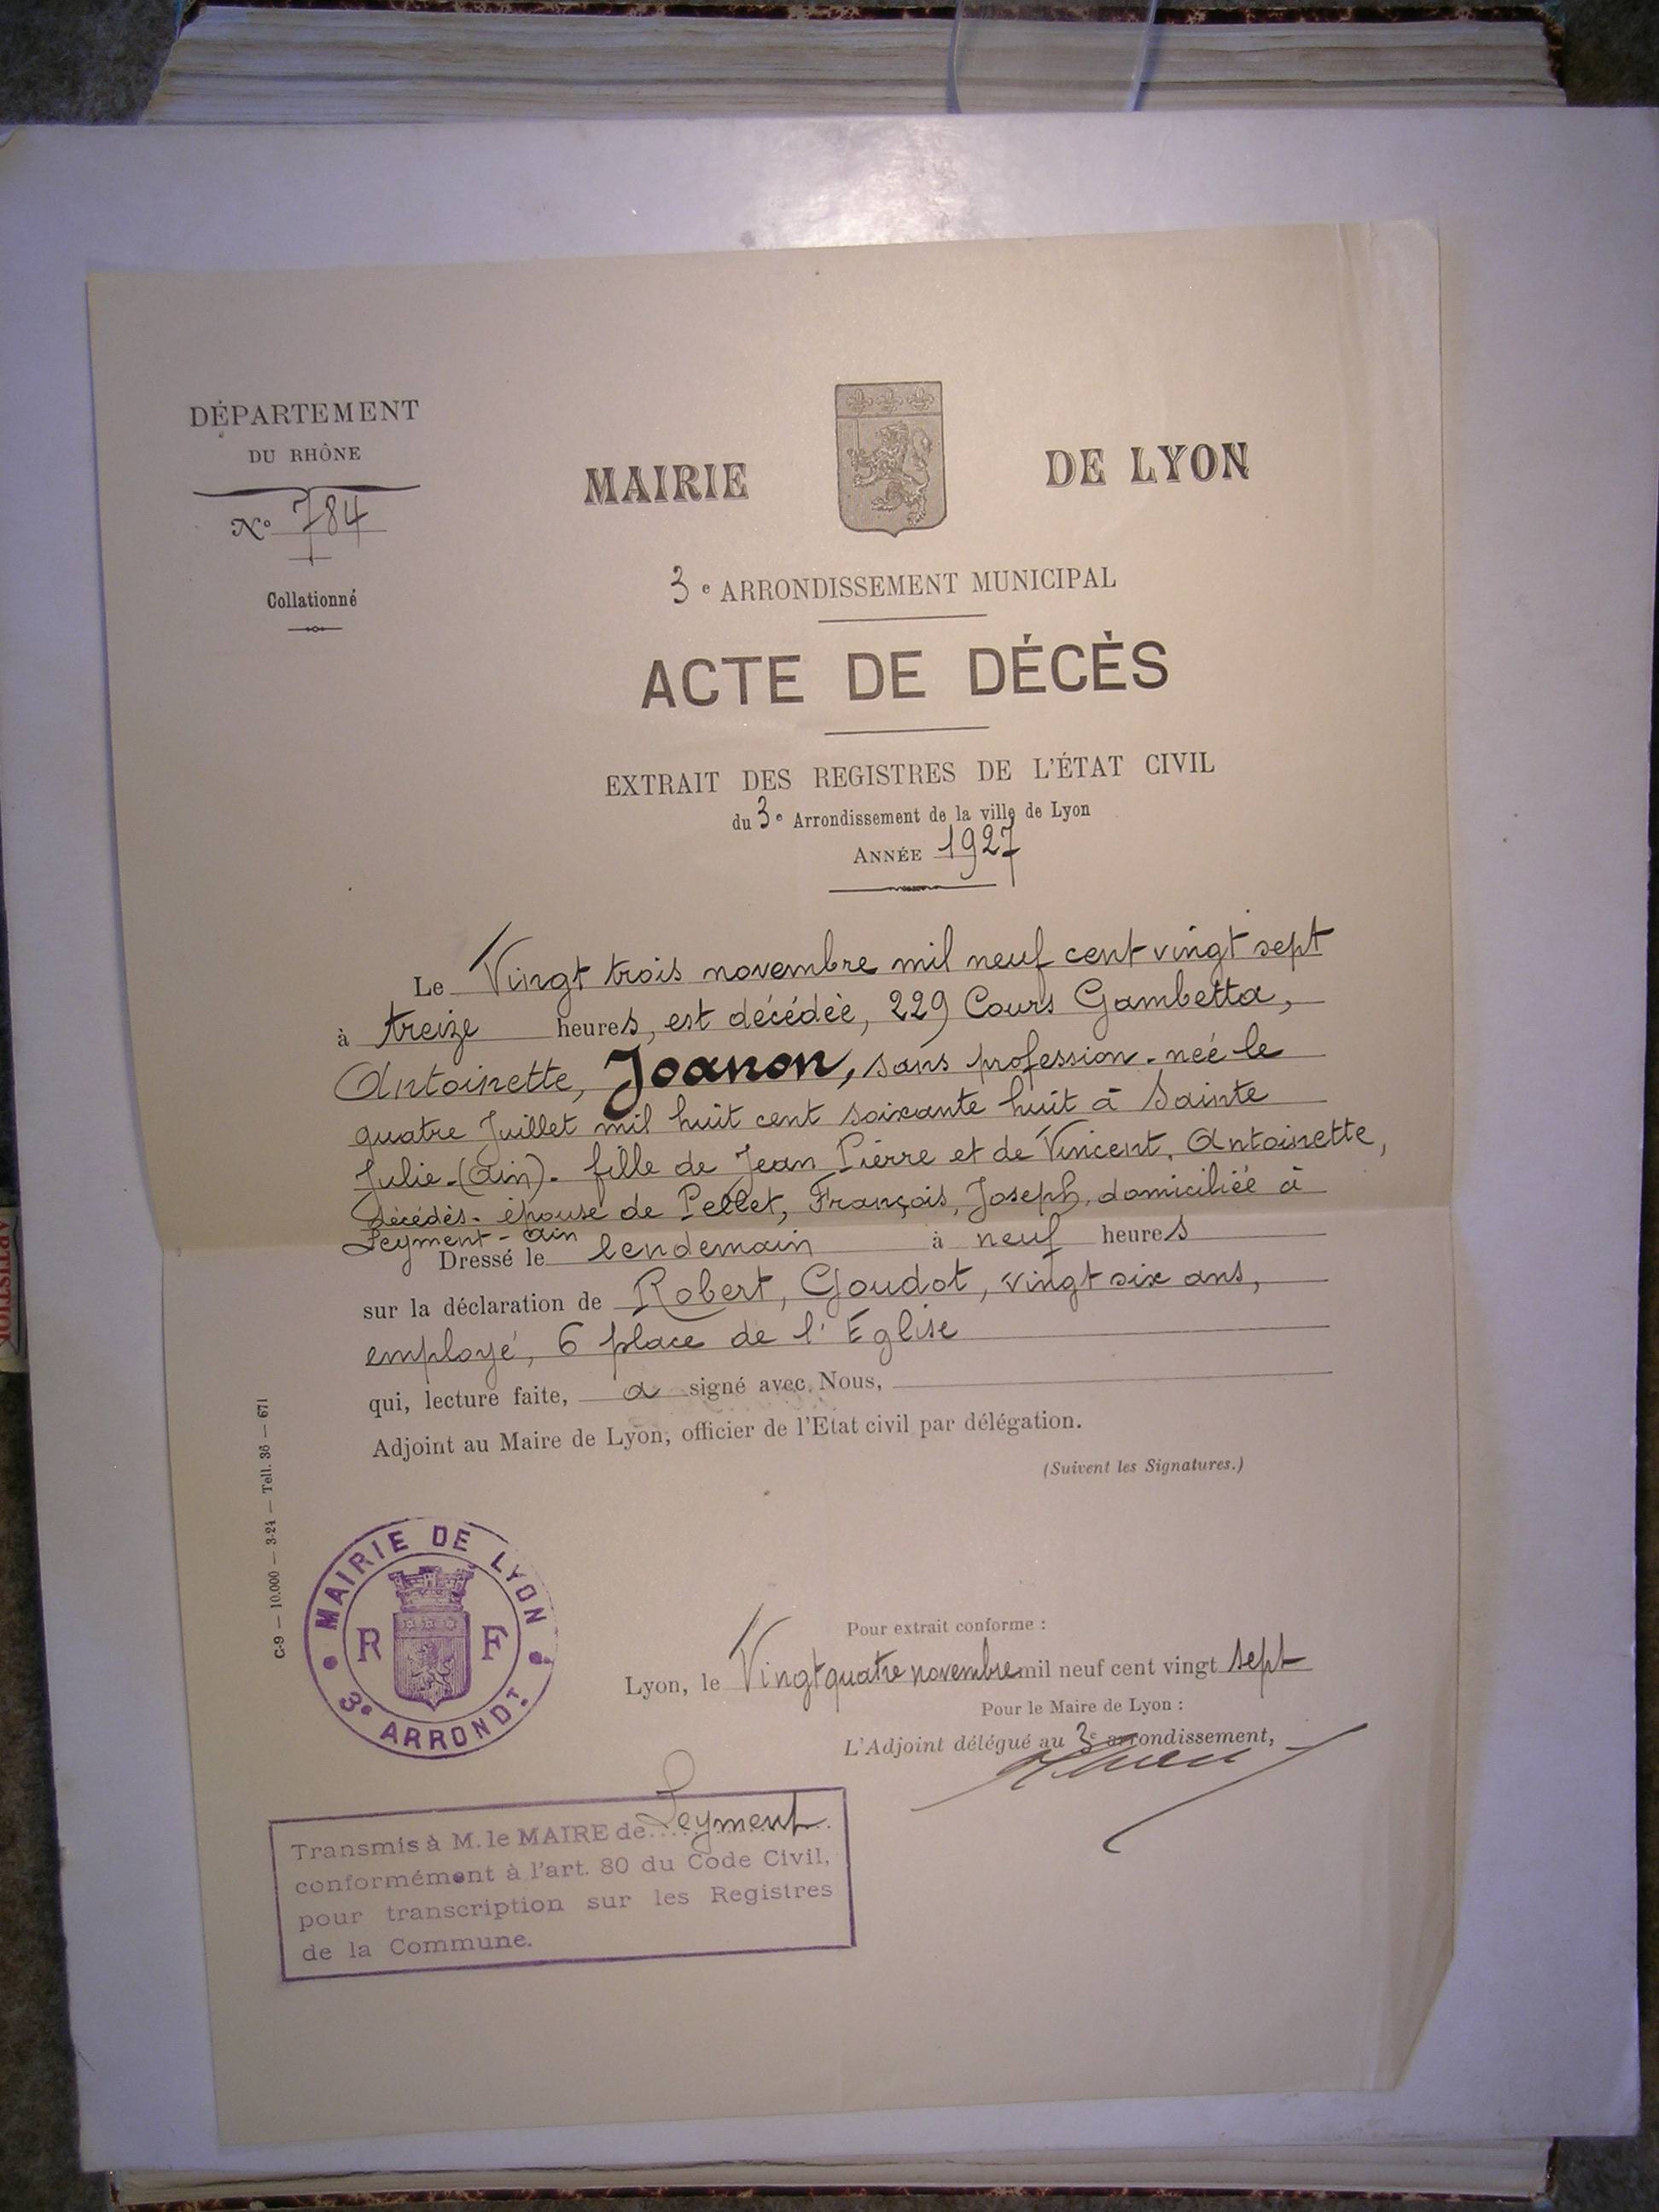 DÉPARTEMENT
DU RHÔNE
N° 784
Collationné
MAIRIE DE LYON
3e ARRONDISSEMENT MUNICIPAL
ACTE DE DÉCÈS
EXTRAIT DES REGISTRES DE L'ÉTAT CIVIL
du 3e Arrondissement de la ville de Lyon
ANNÉE 1927
Le Vingt trois novembre mil neuf cent vingt sept
à treize heures, est décédée, 229 Cours Gambetta,
Antoinette, Joanon, sans profession - née le
quatre Juillet mil huit cent soixante huit à Sainte
Julie - (Ain) - fille de Jean Pierre et de Vincent, Antoinette,
décédés - épouse de Pellet, François, Joseph, domiciliée à
Leyment - Ain
Dressé le lendemain à neuf heures
sur la déclaration de Robert, Goudot, vingt six ans,
employé, 6 place de l'Eglise
qui, lecture faite, a signé avec Nous,
Adjoint au Maire de Lyon, officier de l'Etat civil par délégation.
(Suivent les Signatures.)
C-9 — 10.000 — 3-24 — Tell. 36 — 671
MAIRIE DE LYON
R F
3e ARRONDT.
Pour extrait conforme :
Lyon, le Vingt quatre novembre mil neuf cent vingt sept
Pour le Maire de Lyon :
L'Adjoint délégué au 3e arrondissement,
Transmis à M. le MAIRE de Leyment
conformément à l'art. 80 du Code Civil,
pour transcription sur les Registres
de la Commune.